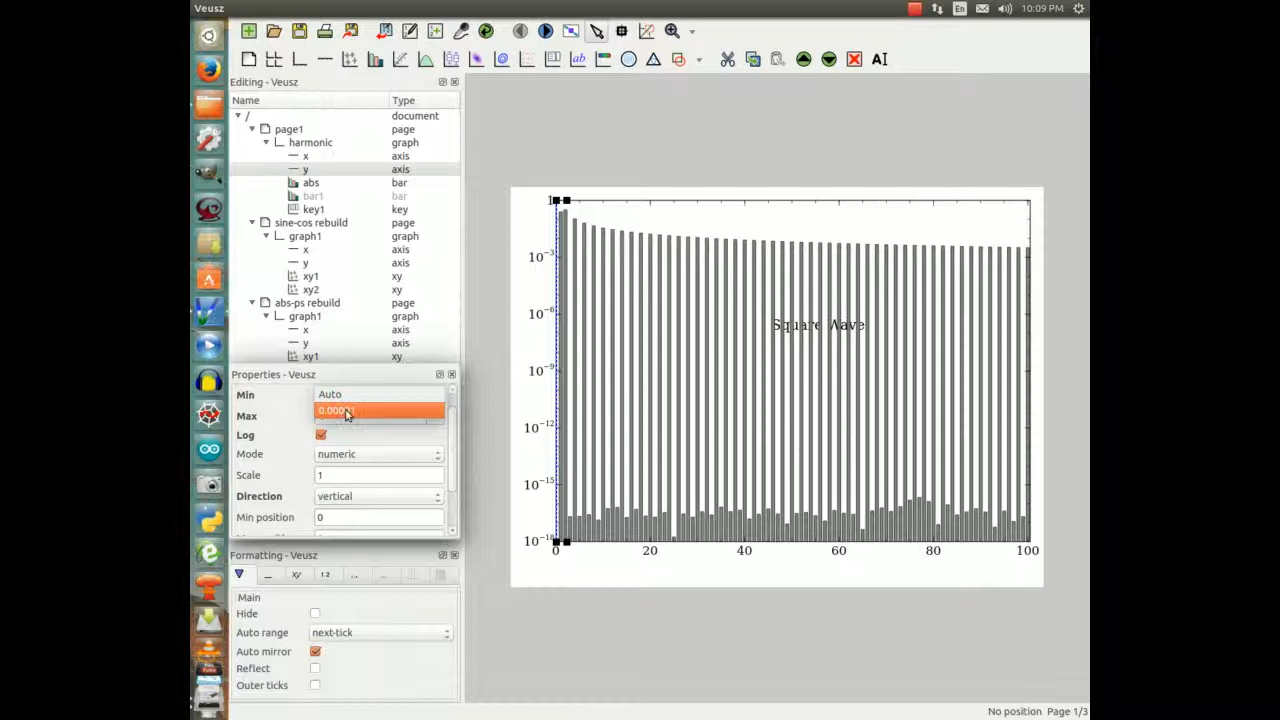 Veusz
En
10:09 PM
Editing - Veusz
Name Type
/ document
page1 page
harmonic graph
x axis
y axis
abs bar
bar1 bar
key1 key
sine-cos rebuild page
graph1 graph
x axis
y axis
xy1 xy
xy2 xy
abs-ps rebuild page
graph1 graph
x axis
y axis
xy1 xy
Properties - Veusz
Min Auto
Max
Log
Mode numeric
Scale 1
Direction vertical
Min position 0
Formatting - Veusz
Main
Hide
Auto range next-tick
Auto mirror
Reflect
Outer ticks
1
10⁻³
10⁻⁶
10⁻⁹
10⁻¹²
10⁻¹⁵
10⁻¹⁸
Square Wave
0 20 40 60 80 100
No position Page 1/3